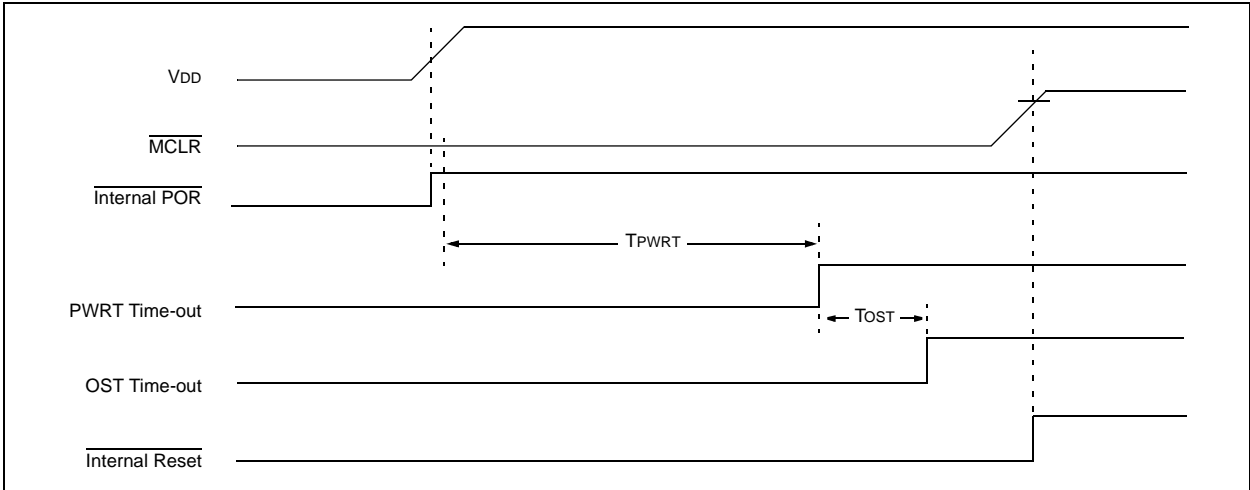 VDD
MCLR
Internal POR
TPWRT
PWRT Time-out
TOST
OST Time-out
Internal Reset